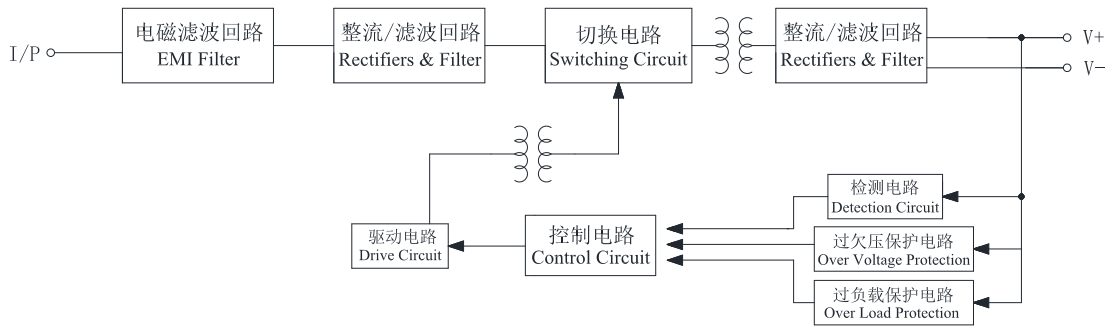 I/P
电磁滤波回路
EMI Filter
整流/滤波回路
Rectifiers & Filter
切换电路
Switching Circuit
整流/滤波回路
Rectifiers & Filter
V+
V-
检测电路
Detection Circuit
驱动电路
Drive Circuit
控制电路
Control Circuit
过欠压保护电路
Over Voltage Protection
过负载保护电路
Over Load Protection